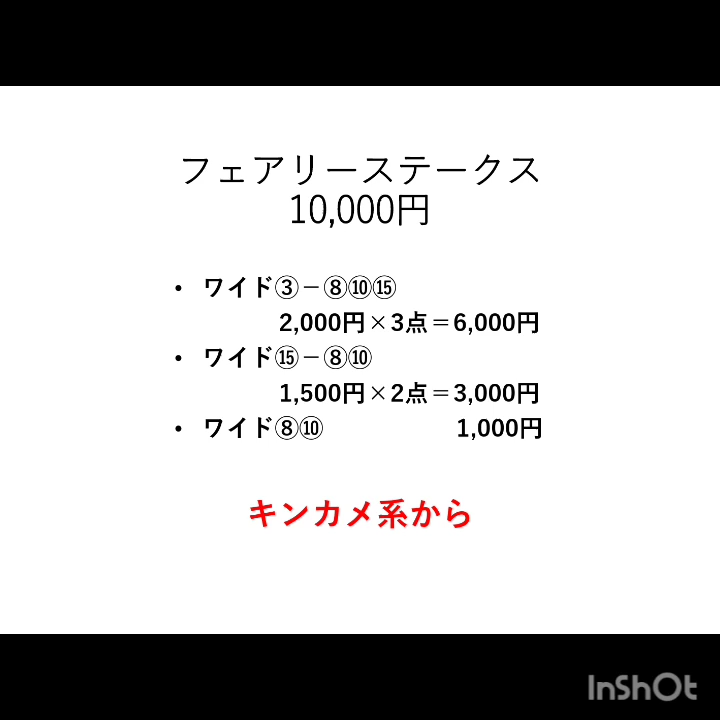 フェアリーステークス
10,000円
• ワイド③－⑧⑩⑮
2,000円×3点＝6,000円
• ワイド⑮－⑧⑩
1,500円×2点＝3,000円
• ワイド⑧⑩ 1,000円
キンカメ系から
InShOt